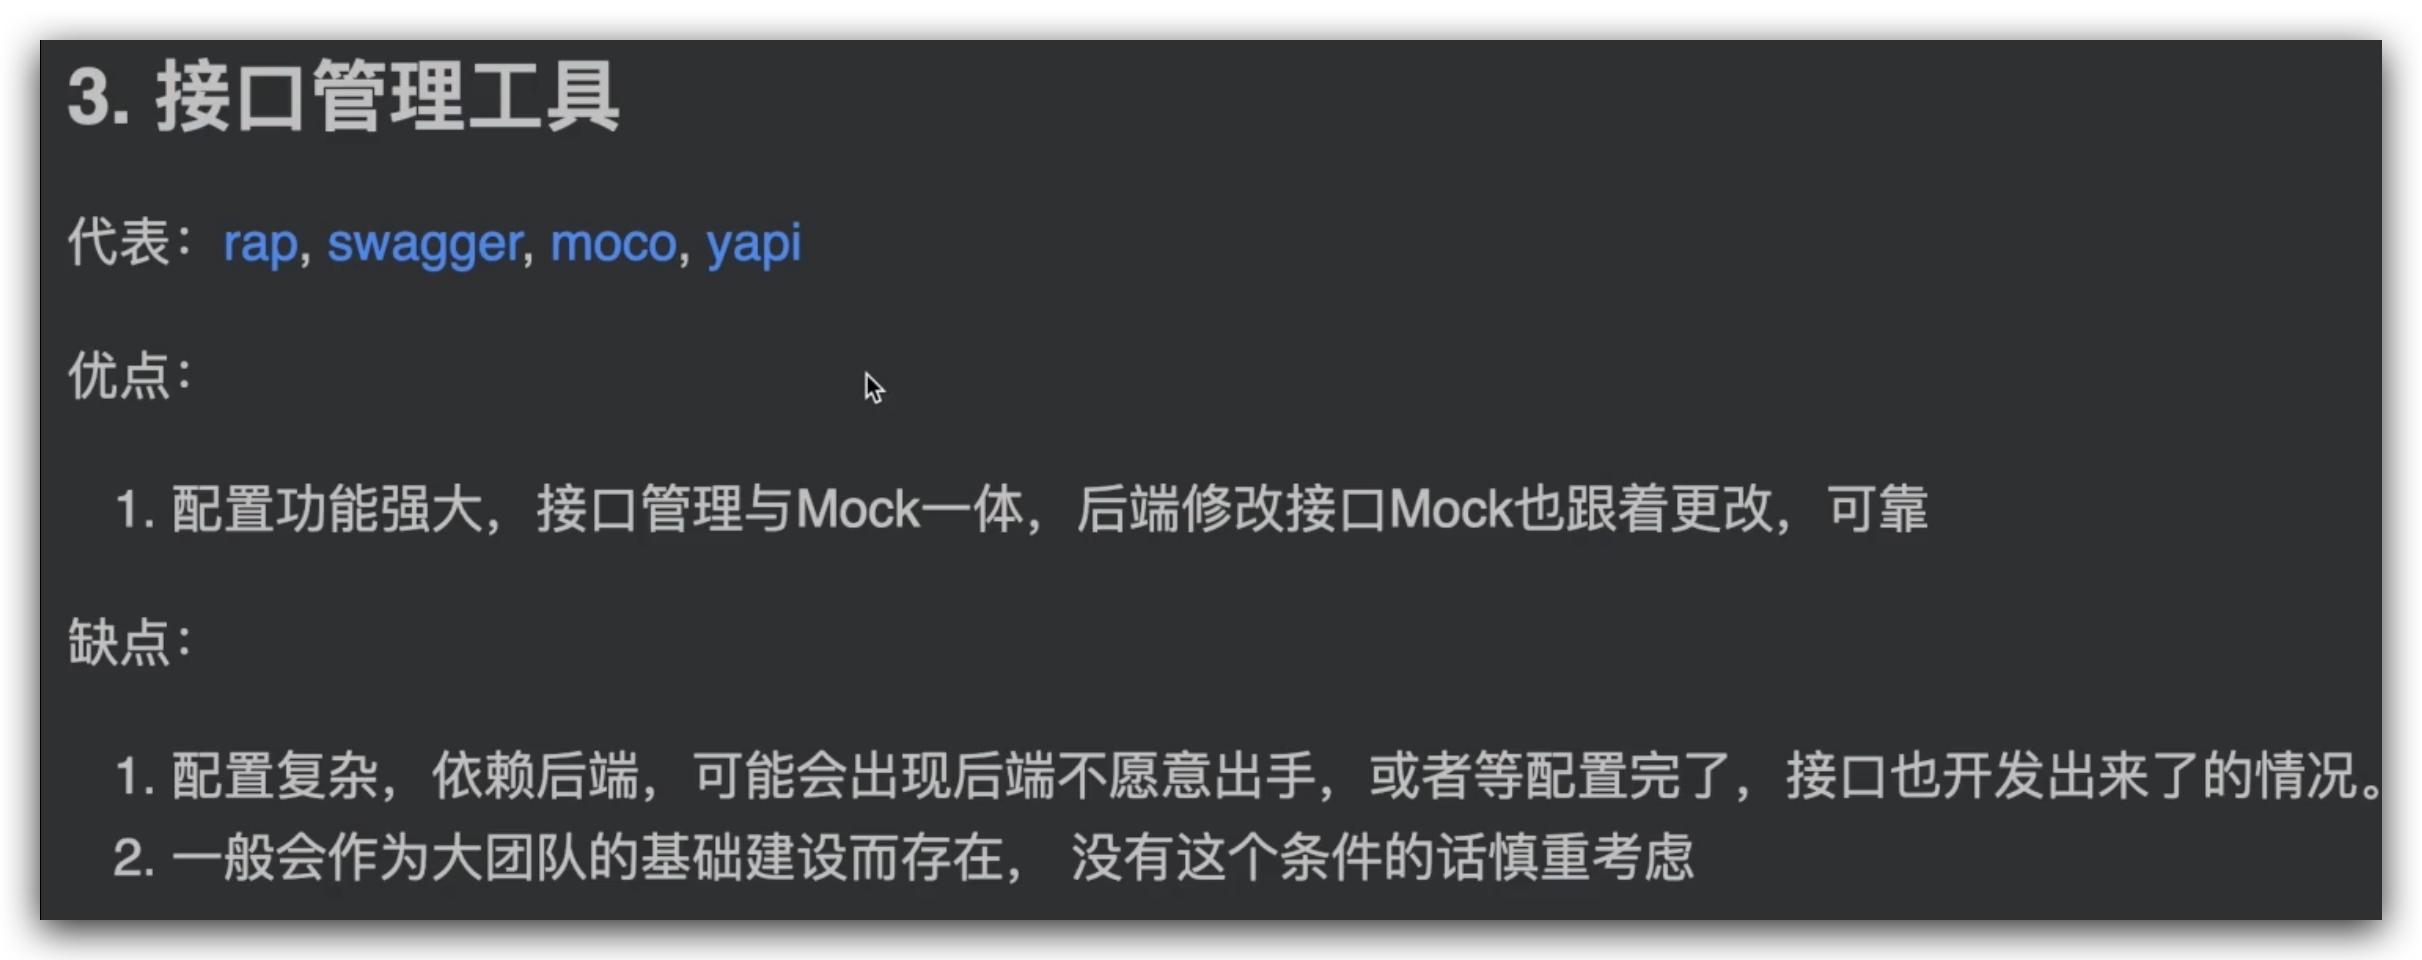 3. 接口管理工具
代表：rap, swagger, moco, yapi
优点：
1. 配置功能强大，接口管理与Mock一体，后端修改接口Mock也跟着更改，可靠
缺点：
1. 配置复杂，依赖后端，可能会出现后端不愿意出手，或者等配置完了，接口也开发出来了的情况。
2. 一般会作为大团队的基础建设而存在， 没有这个条件的话慎重考虑